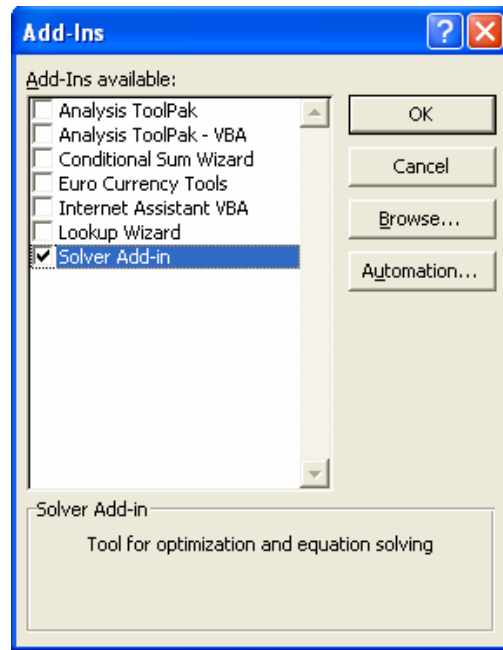 Add-Ins
Add-Ins available:
Analysis ToolPak
Analysis ToolPak - VBA
Conditional Sum Wizard
Euro Currency Tools
Internet Assistant VBA
Lookup Wizard
Solver Add-in
OK
Cancel
Browse...
Automation...
Solver Add-in
Tool for optimization and equation solving